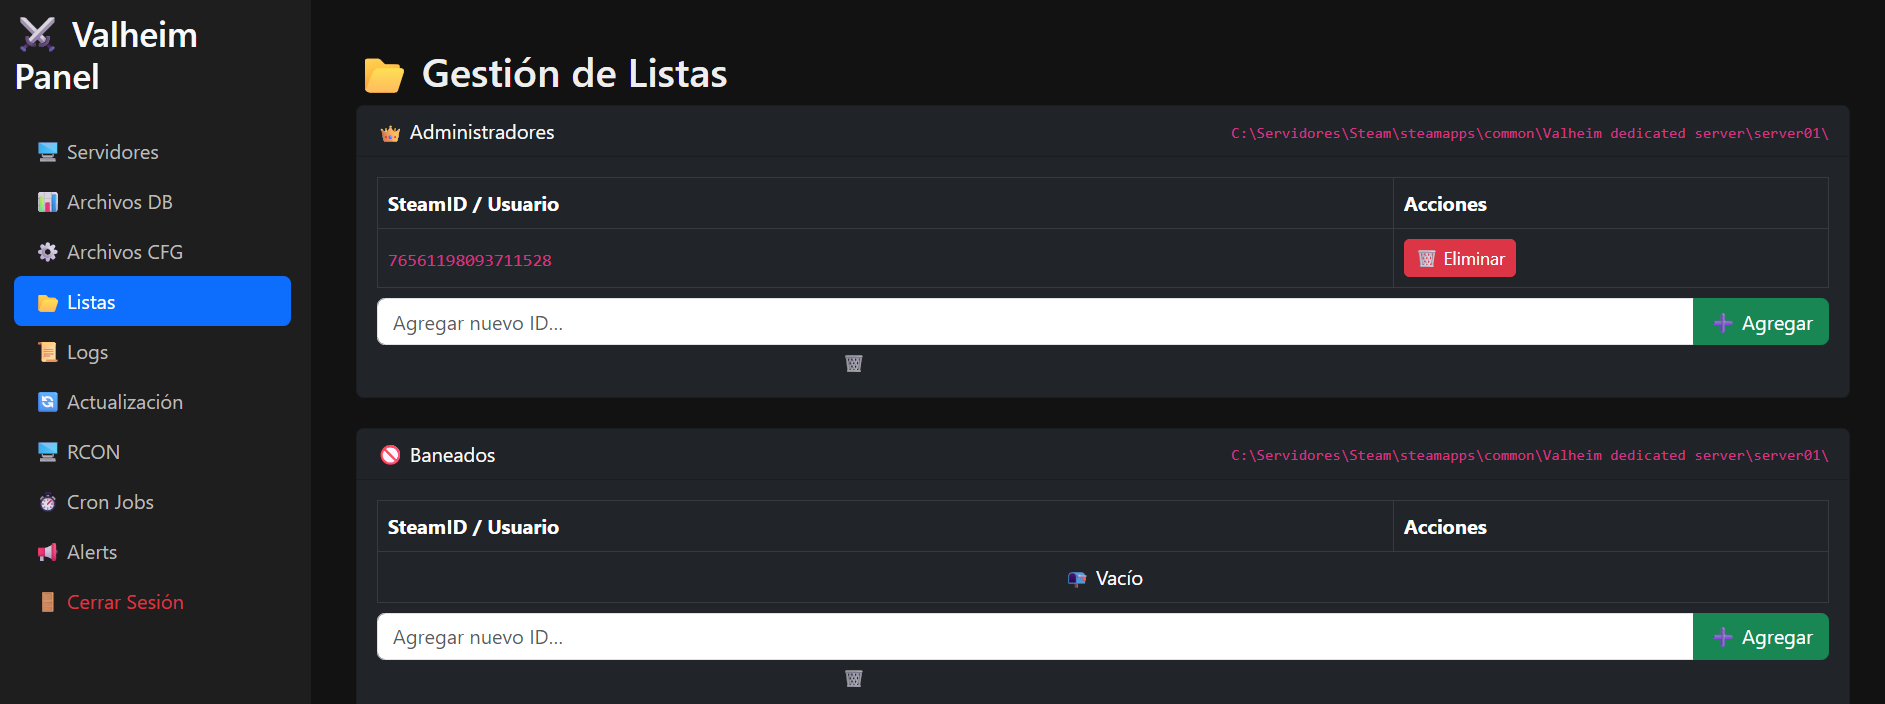 Valheim
Panel
Servidores
Archivos DB
Archivos CFG
Listas
Logs
Actualización
RCON
Cron Jobs
Alerts
Cerrar Sesión
Gestión de Listas
Administradores
C:\Servidores\Steam\steamapps\common\Valheim dedicated server\server01\
SteamID / Usuario
Acciones
76561198093711528
Eliminar
Agregar nuevo ID...
Agregar
Baneados
C:\Servidores\Steam\steamapps\common\Valheim dedicated server\server01\
SteamID / Usuario
Acciones
Vacío
Agregar nuevo ID...
Agregar